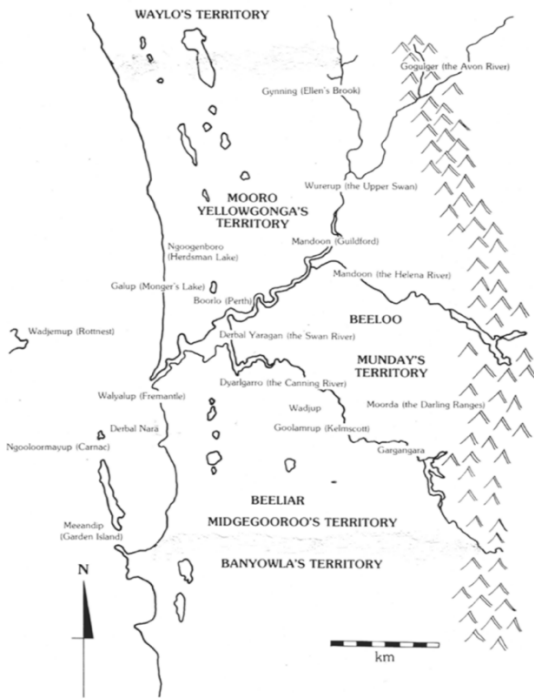 WAYLO'S TERRITORY
Gogulger (the Avon River)
Gynning (Ellen's Brook)
Wurerup (the Upper Swan)
MOORO
YELLOWGONGA'S
TERRITORY
Ngoogenboro
(Herdsman Lake)
Mandoon (Guildford)
Mandoon (the Helena River)
Galup (Monger's Lake)
Boorlo (Perth)
BEELOO
Wadjemup (Rottnest)
Derbal Yaragan (the Swan River)
MUNDAY'S
TERRITORY
Dyarlgarro (the Canning River)
Walyalup (Fremantle)
Wadjup
Moorda (the Darling Ranges)
Derbal Nara
Goolamrup (Kelmscott)
Ngooloormayup (Carnac)
Gargangara
BEELIAR
MIDGEGOOROO'S TERRITORY
Meeandip
(Garden Island)
BANYOWLA'S TERRITORY
N
km